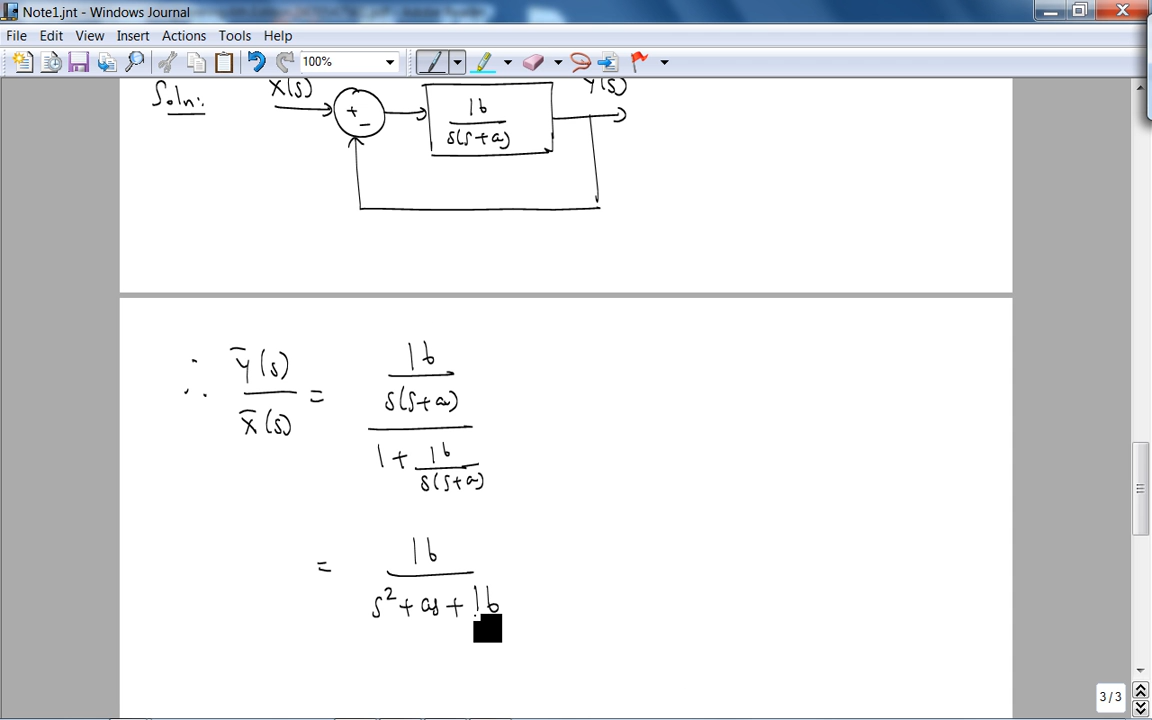 Note1.jnt - Windows Journal
File Edit View Insert Actions Tools Help
100%
Soln:
X(s)
Y(s)
+
−
16
s(s+a)
∴ Y̅(s) / X̅(s) = (16 / s(s+a)) / (1 + 16 / s(s+a))
= 16 / (s² + as + 16)
3 / 3